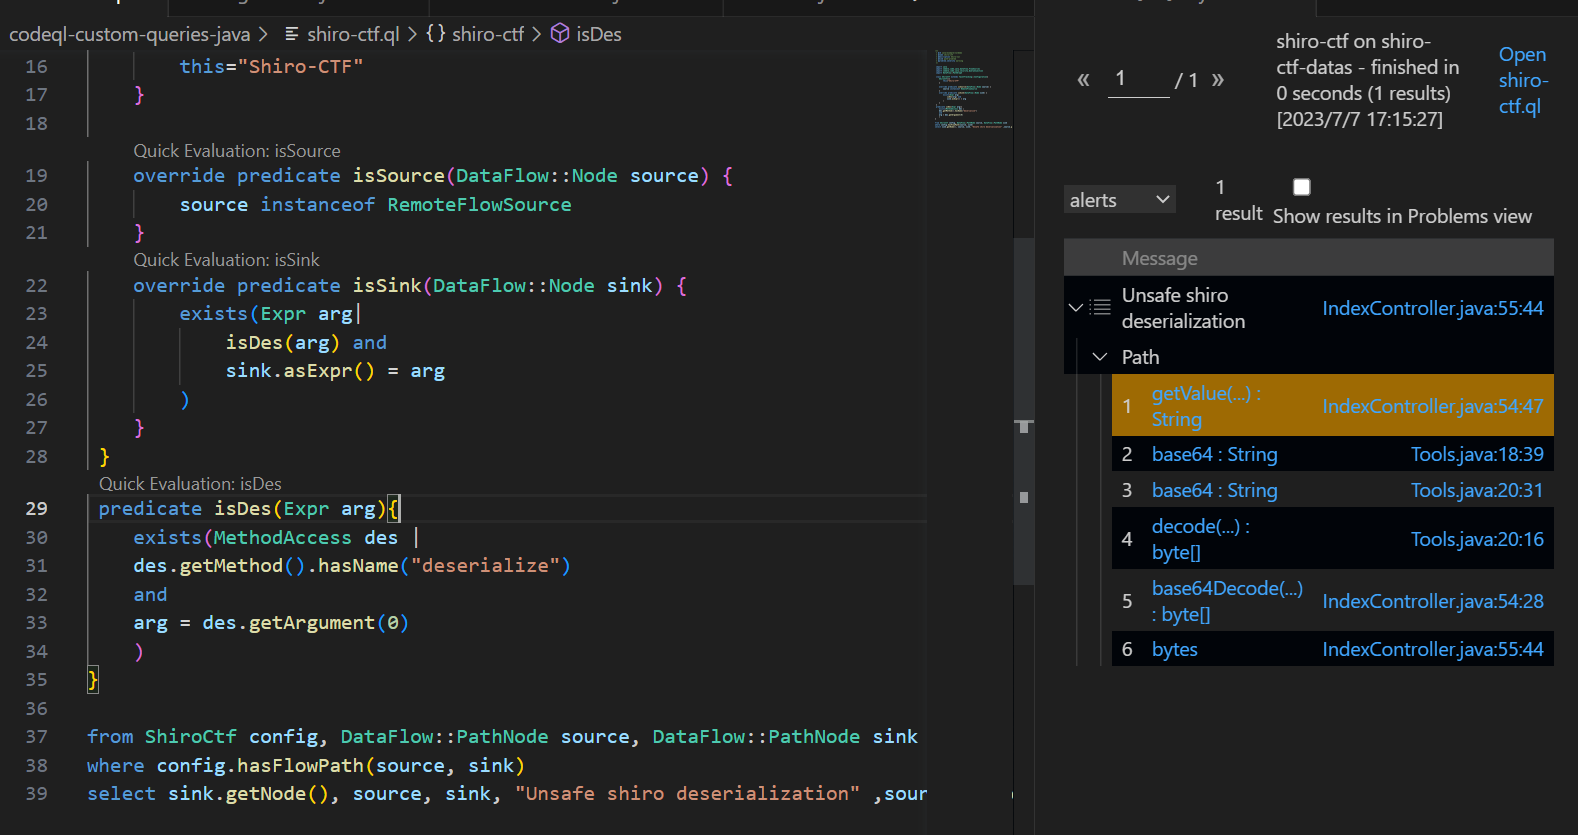 codeql-custom-queries-java > shiro-ctf.ql > {} shiro-ctf > isDes
16 this="Shiro-CTF"
17 }
18
Quick Evaluation: isSource
19 override predicate isSource(DataFlow::Node source) {
20 source instanceof RemoteFlowSource
21 }
Quick Evaluation: isSink
22 override predicate isSink(DataFlow::Node sink) {
23 exists(Expr arg|
24 isDes(arg) and
25 sink.asExpr() = arg
26 )
27 }
28 }
Quick Evaluation: isDes
29 predicate isDes(Expr arg){
30 exists(MethodAccess des |
31 des.getMethod().hasName("deserialize")
32 and
33 arg = des.getArgument(0)
34 )
35 }
36
37 from ShiroCtf config, DataFlow::PathNode source, DataFlow::PathNode sink
38 where config.hasFlowPath(source, sink)
39 select sink.getNode(), source, sink, "Unsafe shiro deserialization" ,sour
« 1 / 1 »
shiro-ctf on shiro-
ctf-datas - finished in
0 seconds (1 results)
[2023/7/7 17:15:27]
Open
shiro-
ctf.ql
alerts
1
result
Show results in Problems view
Message
Unsafe shiro
deserialization
IndexController.java:55:44
Path
1 getValue(...) :
String
IndexController.java:54:47
2 base64 : String Tools.java:18:39
3 base64 : String Tools.java:20:31
4 decode(...) :
byte[]
Tools.java:20:16
5 base64Decode(...)
: byte[]
IndexController.java:54:28
6 bytes IndexController.java:55:44